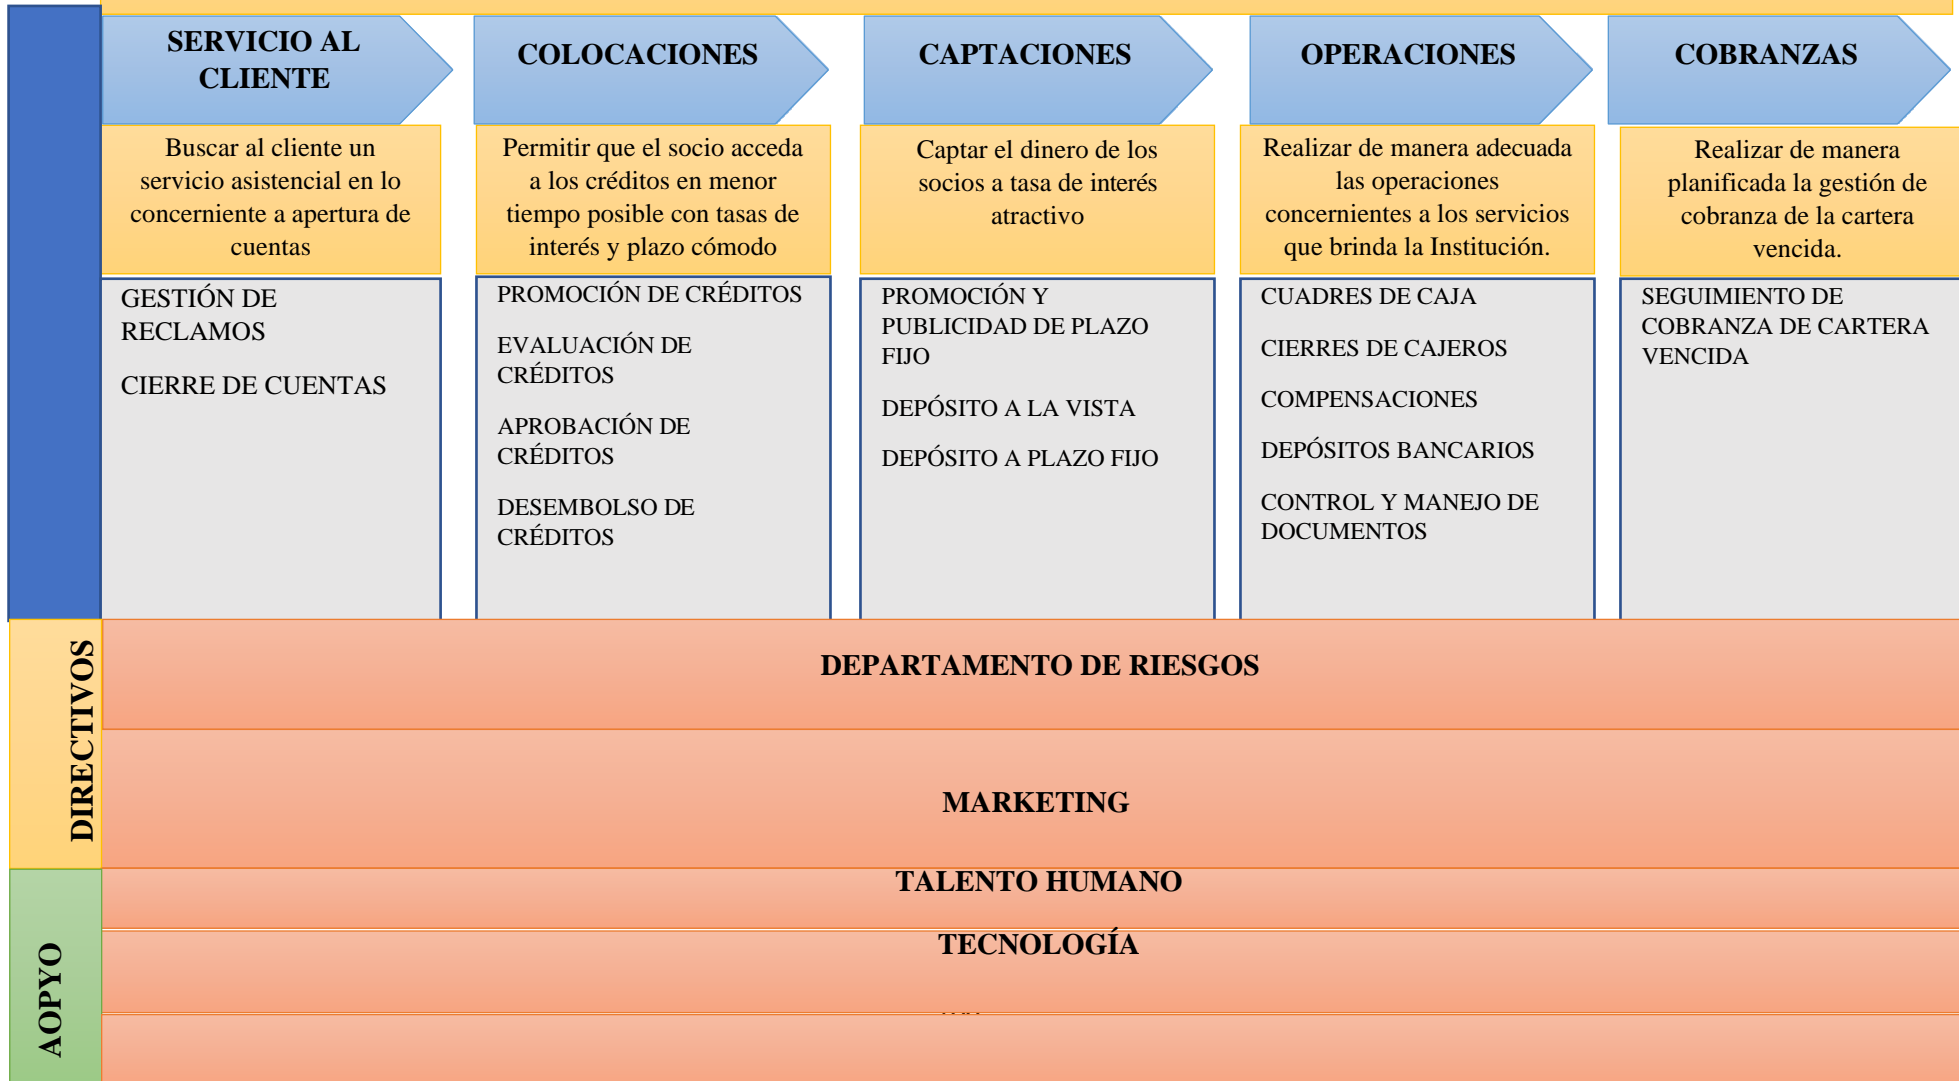 SERVICIO AL
CLIENTE
COLOCACIONES
CAPTACIONES
OPERACIONES
COBRANZAS
Buscar al cliente un
servicio asistencial en lo
concerniente a apertura de
cuentas
Permitir que el socio acceda
a los créditos en menor
tiempo posible con tasas de
interés y plazo cómodo
Captar el dinero de los
socios a tasa de interés
atractivo
Realizar de manera adecuada
las operaciones
concernientes a los servicios
que brinda la Institución.
Realizar de manera
planificada la gestión de
cobranza de la cartera
vencida.
GESTIÓN DE
RECLAMOS
CIERRE DE CUENTAS
PROMOCIÓN DE CRÉDITOS
EVALUACIÓN DE
CRÉDITOS
APROBACIÓN DE
CRÉDITOS
DESEMBOLSO DE
CRÉDITOS
PROMOCIÓN Y
PUBLICIDAD DE PLAZO
FIJO
DEPÓSITO A LA VISTA
DEPÓSITO A PLAZO FIJO
CUADRES DE CAJA
CIERRES DE CAJEROS
COMPENSACIONES
DEPÓSITOS BANCARIOS
CONTROL Y MANEJO DE
DOCUMENTOS
SEGUIMIENTO DE
COBRANZA DE CARTERA
VENCIDA
DIRECTIVOS
DEPARTAMENTO DE RIESGOS
MARKETING
AOPYO
TALENTO HUMANO
TECNOLOGÍA